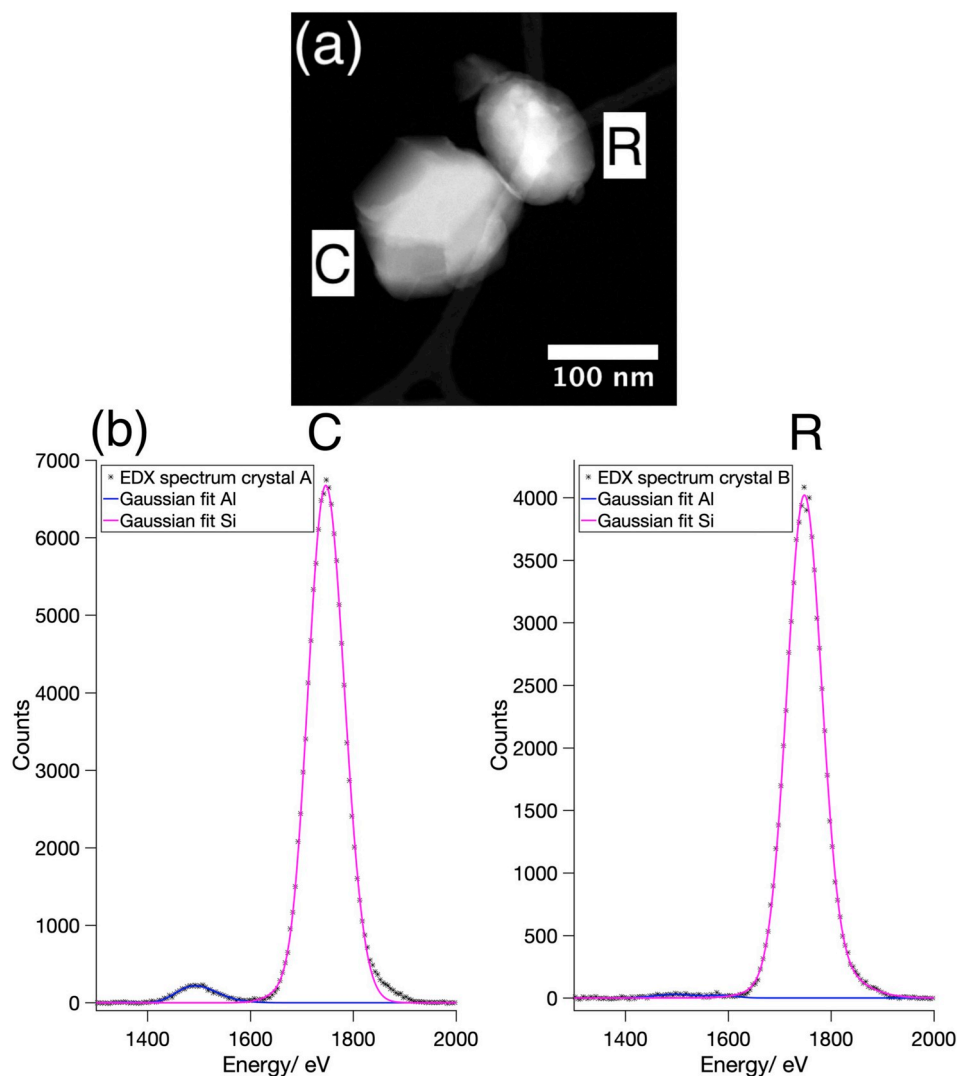 (a)
R
C
100 nm
(b)
C
R
7000
6000
5000
4000
3000
2000
1000
0
EDX spectrum crystal A
Gaussian fit Al
Gaussian fit Si
Counts
1400 1600 1800 2000
Energy/ eV
4000
3500
3000
2500
2000
1500
1000
500
0
EDX spectrum crystal B
Gaussian fit Al
Gaussian fit Si
Counts
1400 1600 1800 2000
Energy/ eV